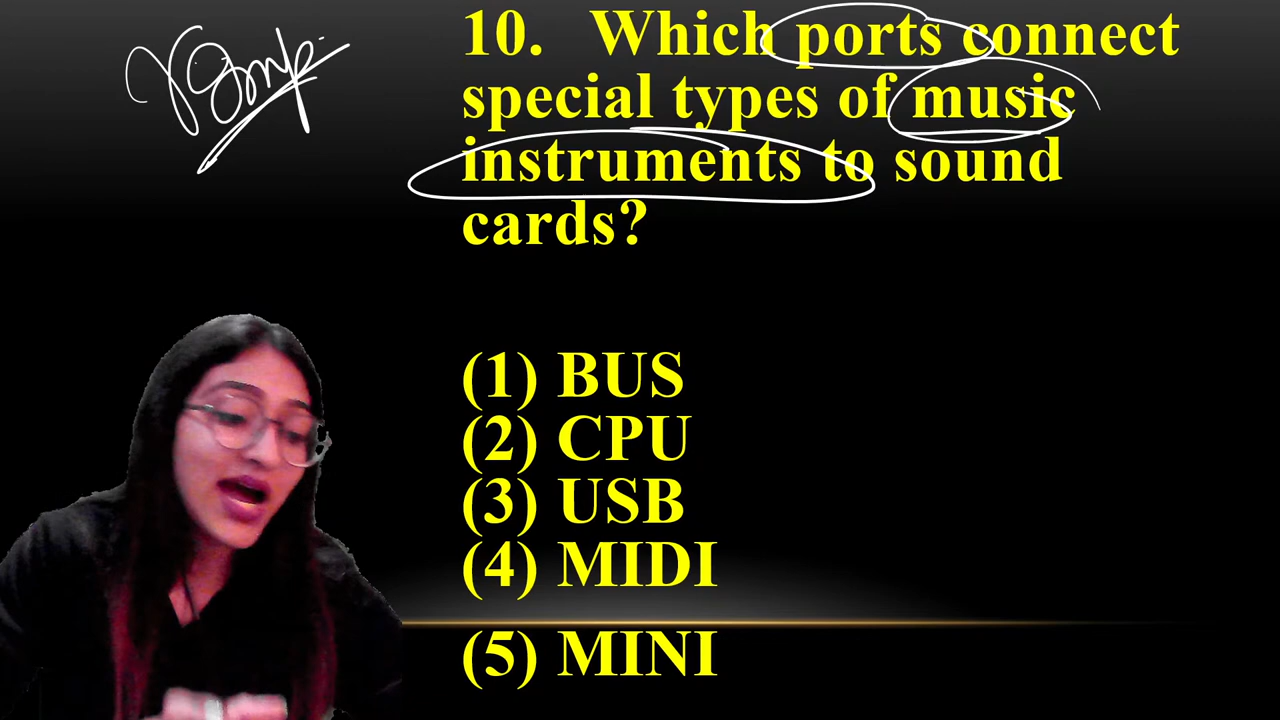 V. Imp.
10. Which ports connect
special types of music
instruments to sound
cards?
(1) BUS
(2) CPU
(3) USB
(4) MIDI
(5) MINI